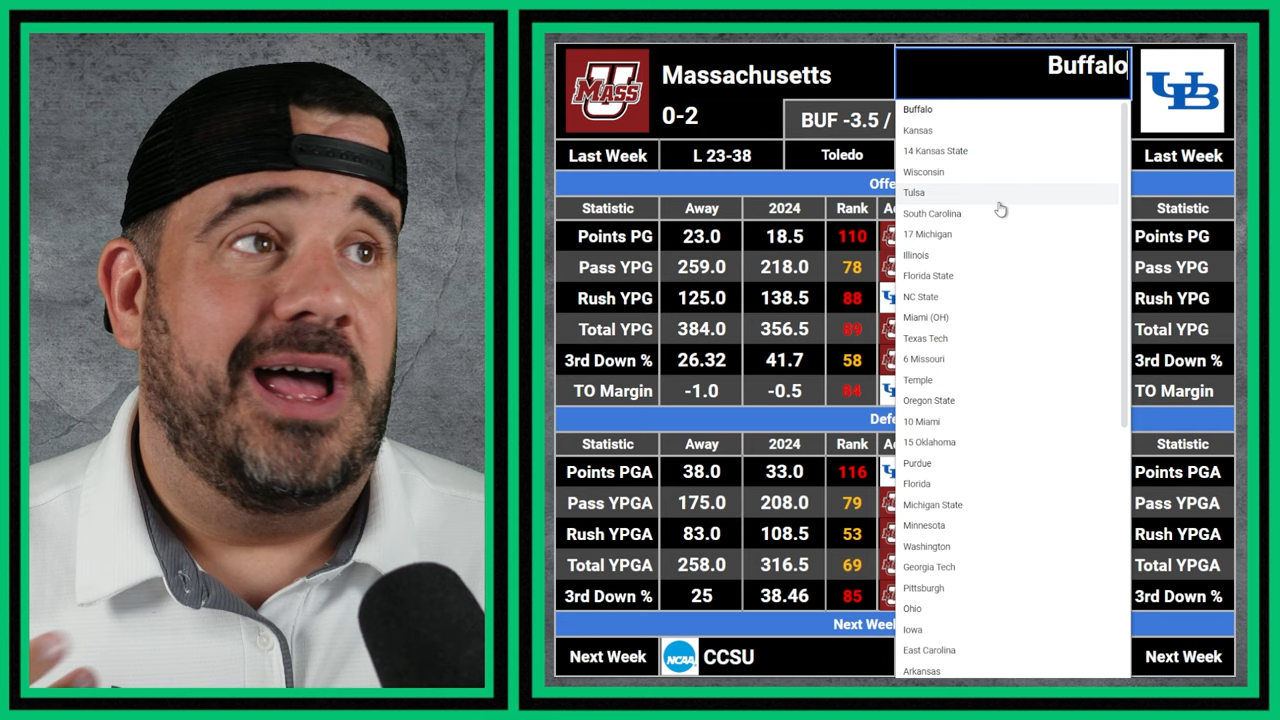 MASS
Massachusetts
0-2
BUF -3.5 /
Buffalo
UB
Last Week L 23-38 Toledo Last Week
Offe
Statistic Away 2024 Rank A Statistic
Points PG 23.0 18.5 110 Points PG
Pass YPG 259.0 218.0 78 Pass YPG
Rush YPG 125.0 138.5 88 Rush YPG
Total YPG 384.0 356.5 89 Total YPG
3rd Down % 26.32 41.7 58 3rd Down %
TO Margin -1.0 -0.5 84 TO Margin
Defe
Statistic Away 2024 Rank A Statistic
Points PGA 38.0 33.0 116 Points PGA
Pass YPGA 175.0 208.0 79 Pass YPGA
Rush YPGA 83.0 108.5 53 Rush YPGA
Total YPGA 258.0 316.5 69 Total YPGA
3rd Down % 25 38.46 85 3rd Down %
Next Wee
Next Week NCAA CCSU Next Week
Buffalo
Kansas
14 Kansas State
Wisconsin
Tulsa
South Carolina
17 Michigan
Illinois
Florida State
NC State
Miami (OH)
Texas Tech
6 Missouri
Temple
Oregon State
10 Miami
15 Oklahoma
Purdue
Florida
Michigan State
Minnesota
Washington
Georgia Tech
Pittsburgh
Ohio
Iowa
East Carolina
Arkansas